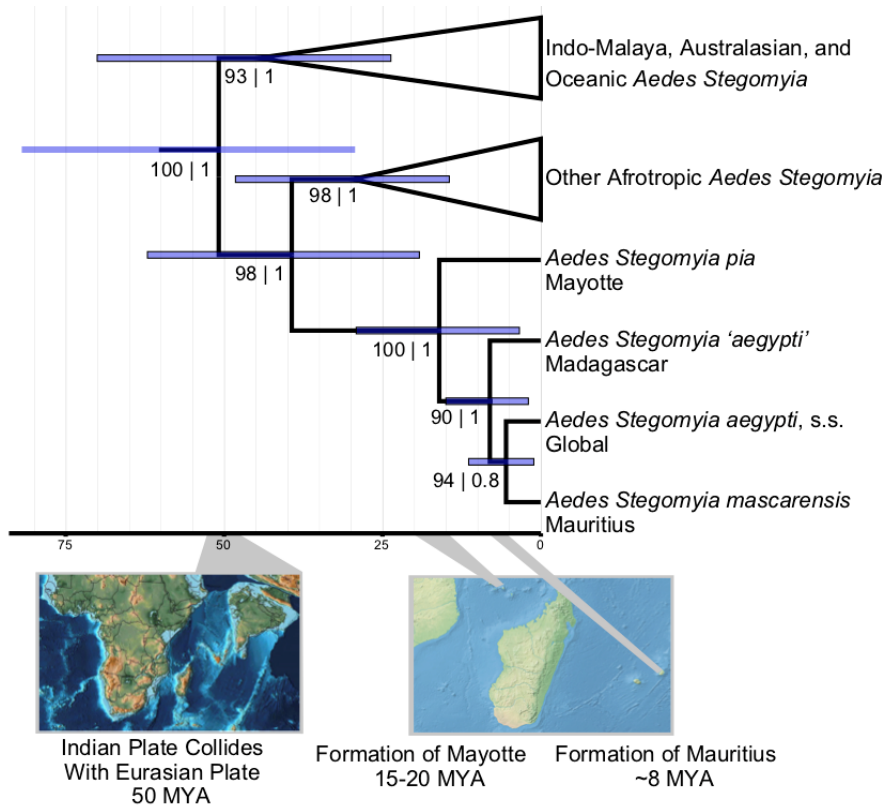 Indo-Malaya, Australasian, and
Oceanic Aedes Stegomyia
93 | 1
100 | 1
Other Afrotropic Aedes Stegomyia
98 | 1
98 | 1
Aedes Stegomyia pia
Mayotte
100 | 1
Aedes Stegomyia ‘aegypti’
Madagascar
90 | 1
Aedes Stegomyia aegypti, s.s.
Global
94 | 0.8
Aedes Stegomyia mascarensis
Mauritius
75 50 25 0
Indian Plate Collides
With Eurasian Plate
50 MYA
Formation of Mayotte
15-20 MYA
Formation of Mauritius
~8 MYA